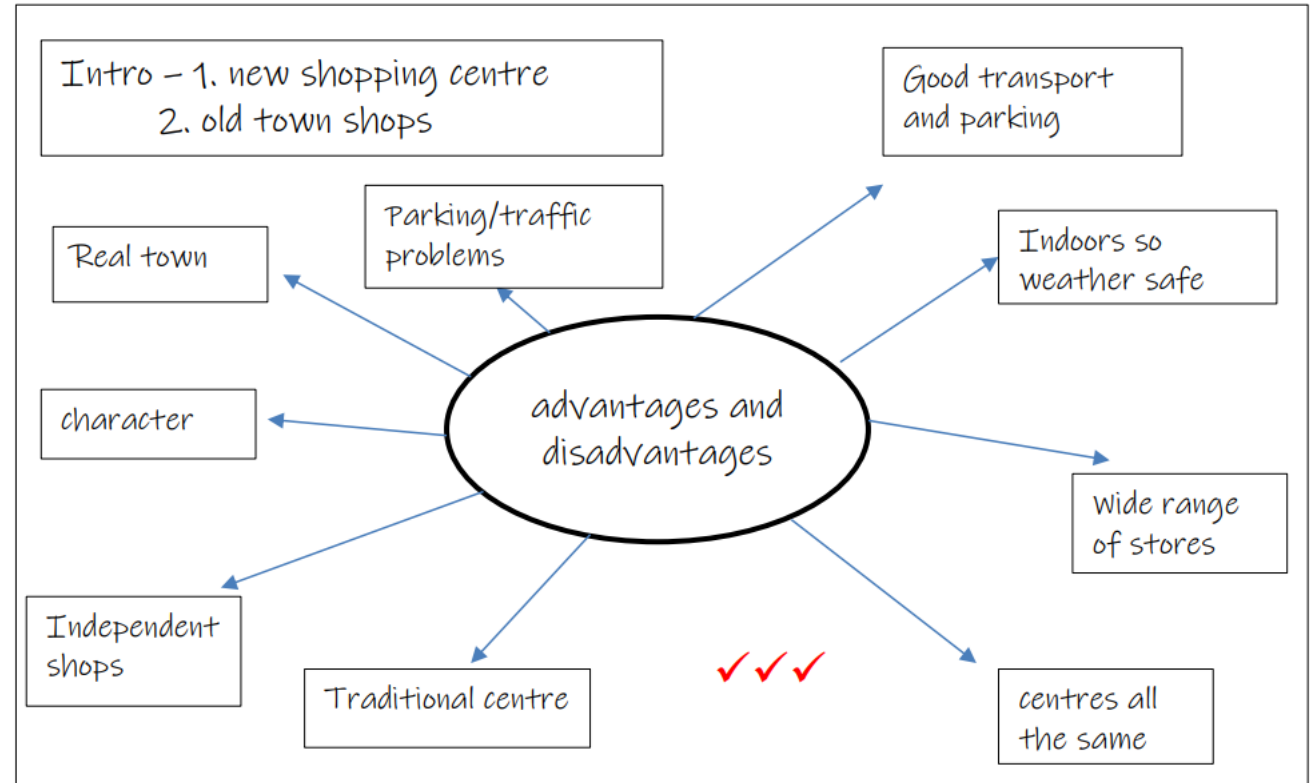 Intro – 1. new shopping centre
2. old town shops
Good transport
and parking
Parking/traffic
problems
Real town
Indoors so
weather safe
advantages and
disadvantages
character
Wide range
of stores
Independent
shops
Traditional centre
centres all
the same